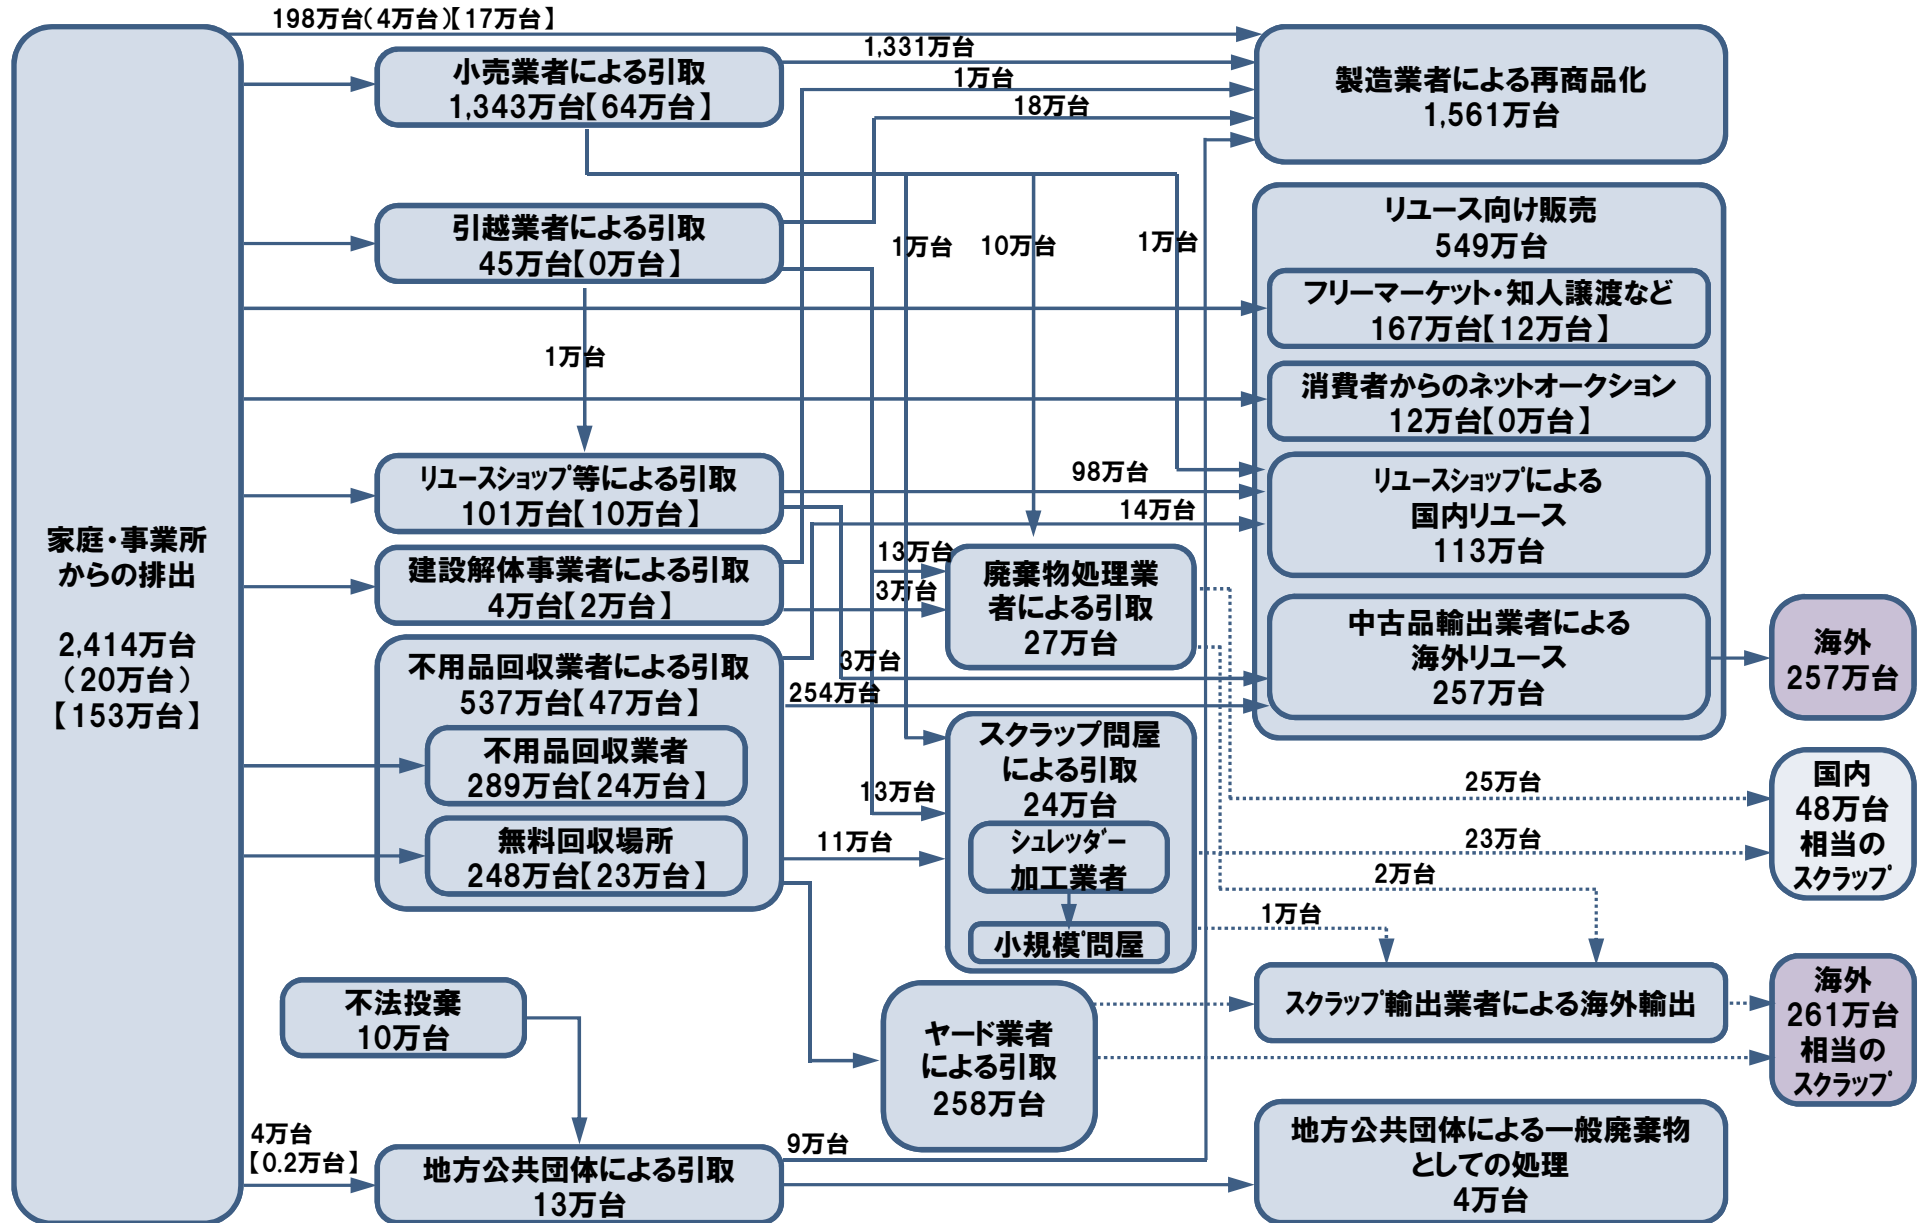 198万台（4万台）【17万台】
1,331万台
小売業者による引取
1,343万台【64万台】
1万台
18万台
製造業者による再商品化
1,561万台
引越業者による引取
45万台【0万台】
1万台
10万台
1万台
リユース向け販売
549万台
フリーマーケット・知人譲渡など
167万台【12万台】
1万台
消費者からのネットオークション
12万台【0万台】
リユースショップ等による引取
101万台【10万台】
98万台
14万台
リユースショップによる
国内リユース
113万台
家庭・事業所
からの排出
2,414万台
（20万台）
【153万台】
建設解体事業者による引取
4万台【2万台】
13万台
3万台
廃棄物処理業
者による引取
27万台
中古品輸出業者による
海外リユース
257万台
海外
257万台
不用品回収業者による引取
537万台【47万台】
3万台
254万台
不用品回収業者
289万台【24万台】
無料回収場所
248万台【23万台】
13万台
11万台
スクラップ問屋
による引取
24万台
シュレッダー
加工業者
小規模゜問屋
25万台
23万台
2万台
1万台
国内
48万台
相当の
スクラップ
不法投棄
10万台
ヤード業者
による引取
258万台
スクラップ輸出業者による海外輸出
海外
261万台
相当の
スクラップ
4万台
【0.2万台】
地方公共団体による引取
13万台
9万台
地方公共団体による一般廃棄物
としての処理
4万台